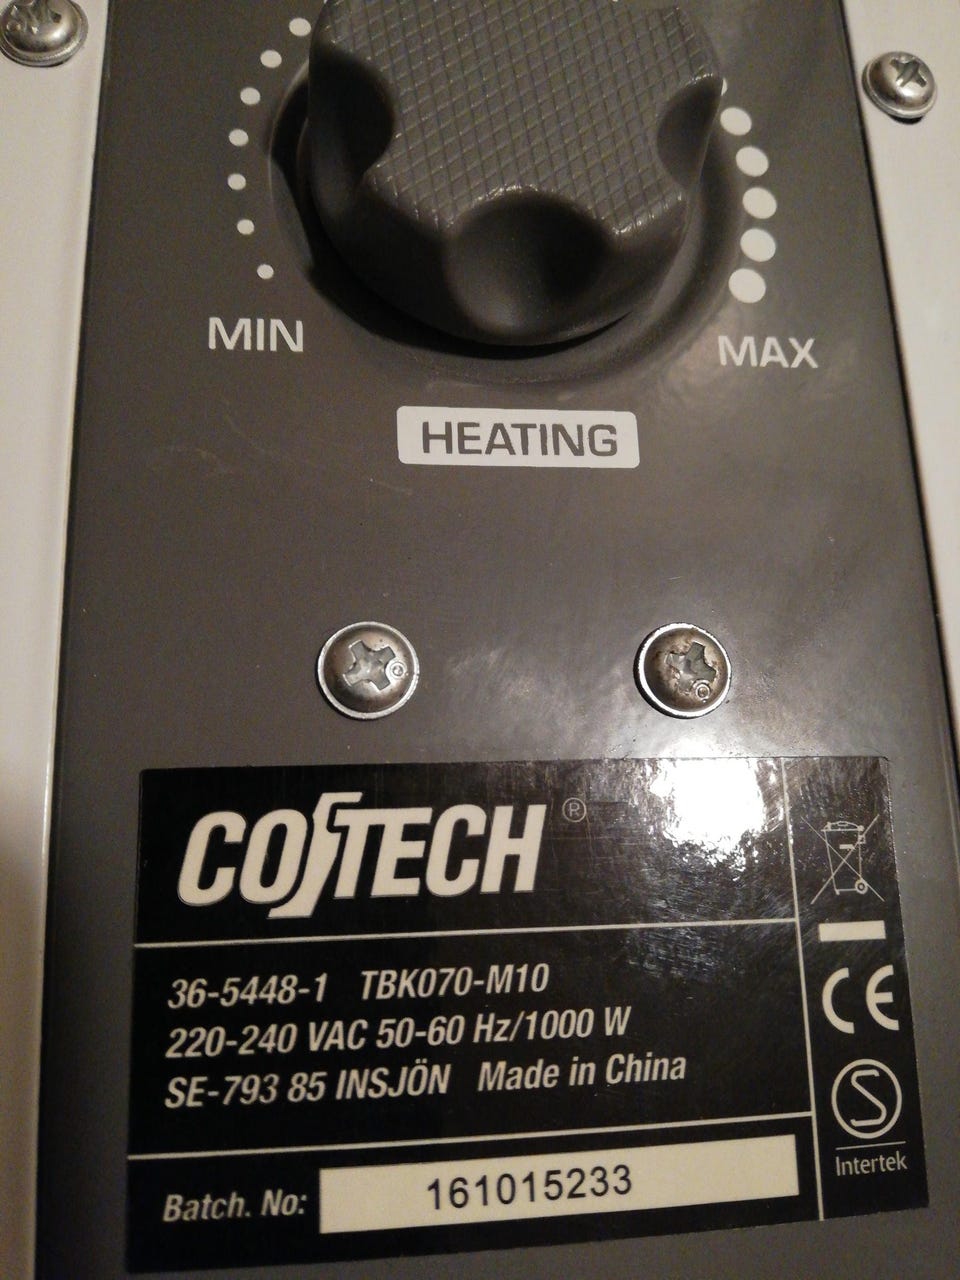 MIN
MAX
HEATING
COTECH ®
36-5448-1 TBK070-M10
220-240 VAC 50-60 Hz/1000 W
SE-793 85 INSJÖN Made in China
Batch. No: 161015233
CE
S
Intertek